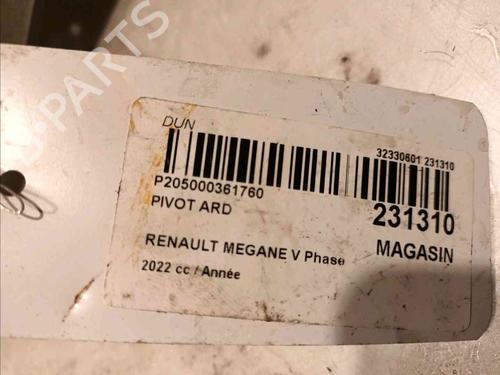 PARTS
DUN
32330601 231310
P205000361760
PIVOT ARD
231310
RENAULT MEGANE V Phase
MAGASIN
2022 cc / Année